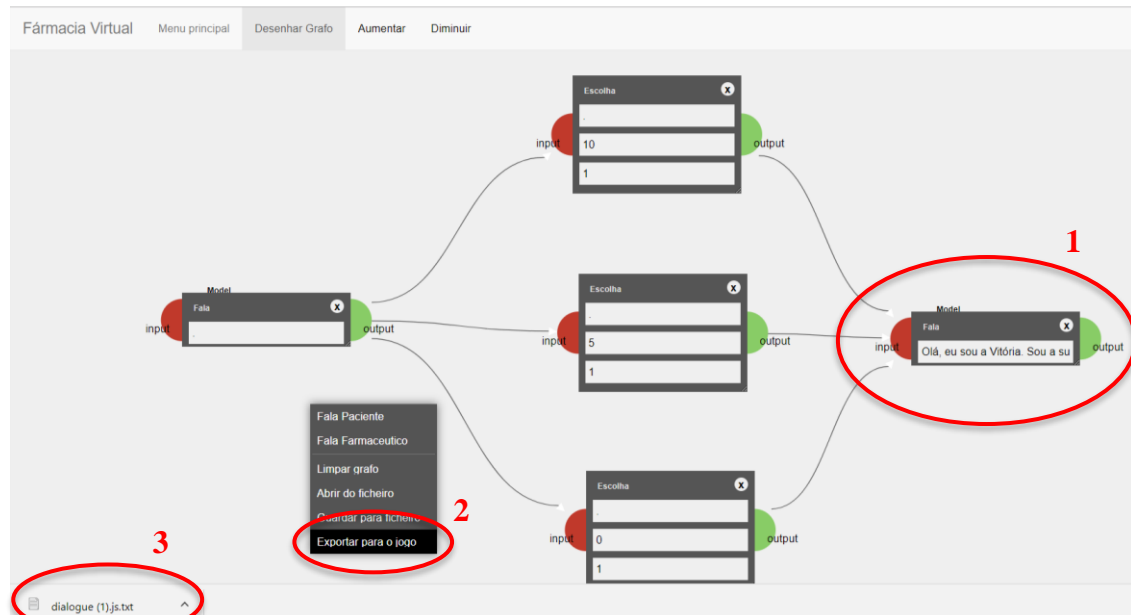 Fármacia Virtual Menu principal Desenhar Grafo Aumentar Diminuir
Escolha x
.
input 10 output
1
1
Model
Fala x
input . output
Escolha x
.
input 5 output
1
Model
Fala x
input Olá, eu sou a Vitória. Sou a su output
Fala Paciente
Fala Farmaceutico
Limpar grafo
Abrir do ficheiro
Guardar para ficheiro
Exportar para o jogo
2
Escolha x
.
input 0 output
1
3
dialogue (1).js.txt